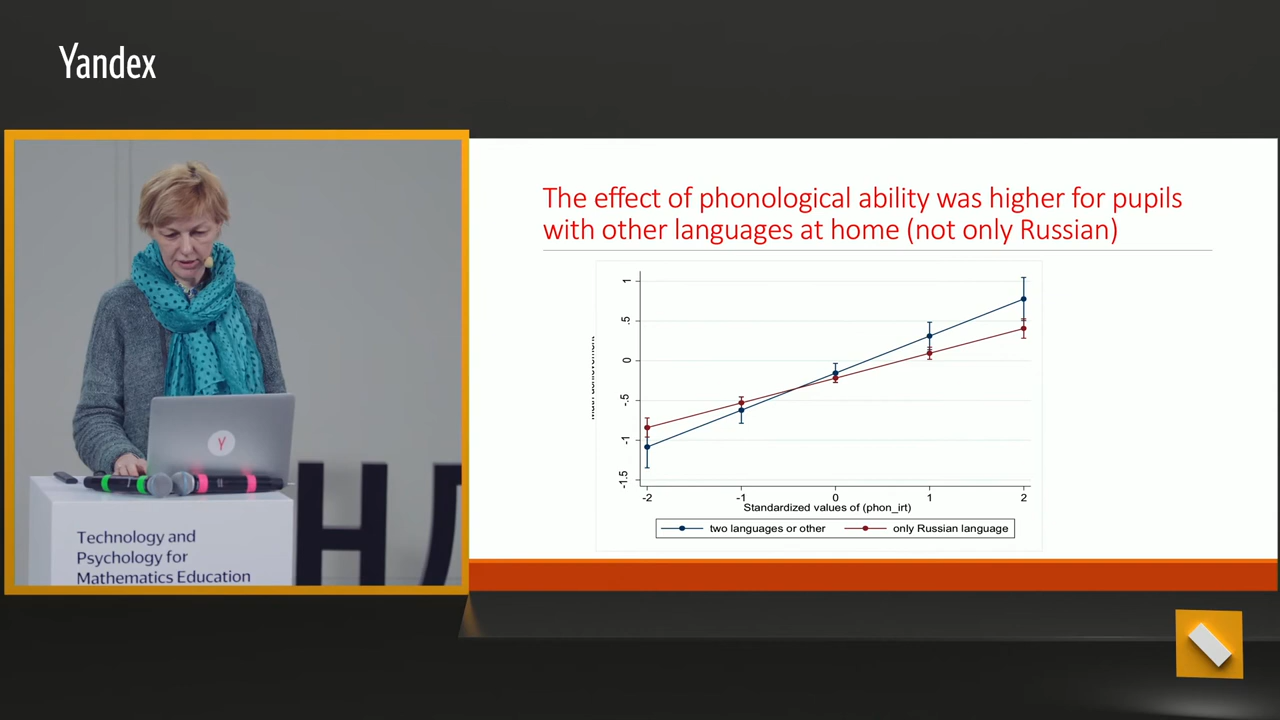 Yandex
The effect of phonological ability was higher for pupils
with other languages at home (not only Russian)
1
.5
0
-.5
-1
-1.5
-2
-1
0
1
2
Standardized values of (phon_irt)
two languages or other
only Russian language
Y
Technology and
Psychology for
Mathematics Education